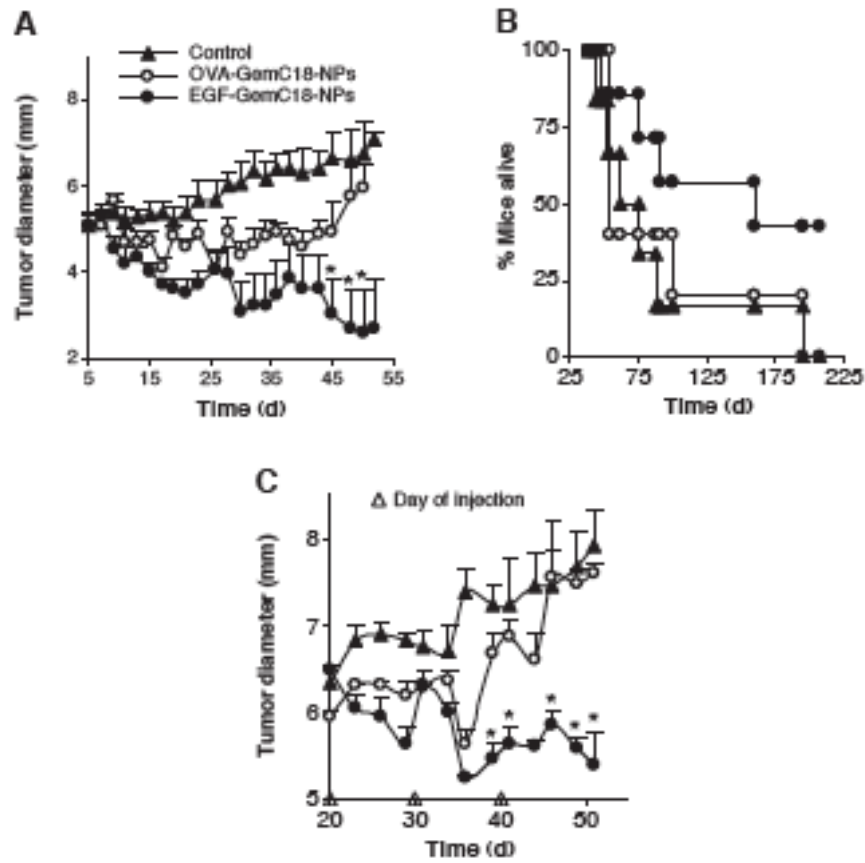 A
Control
OVA-GemC18-NPs
EGF-GemC18-NPs
Tumor diameter (mm)
8
6
4
2
* * *
5 15 25 35 45 55
Time (d)
B
% Mice alive
100
75
50
25
0
25 75 125 175 225
Time (d)
C
Δ Day of injection
Tumor diameter (mm)
8
7
6
5
* * * * *
20 30 40 50
Time (d)